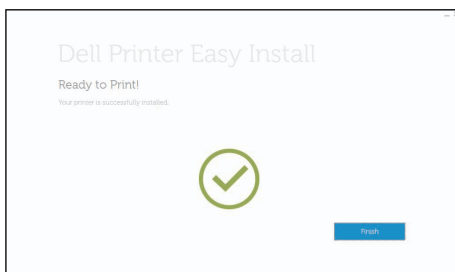 Dell Printer Easy Install
Ready to Print!
Your printer is successfully installed.
Finish